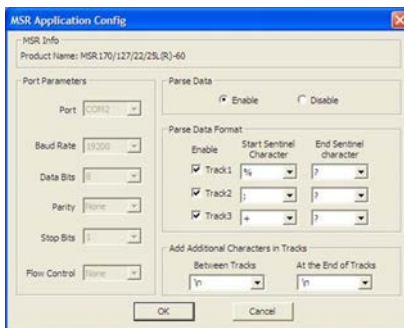 MSR Application Config
MSR Info
Product Name: MSR170/127/22/25L(R)-60
Port Parameters
Port COM2
Baud Rate 19200
Data Bits 8
Parity None
Stop Bits 1
Flow Control None
Parse Data
Enable Disable
Parse Data Format
Enable Start Sentinel Character End Sentinel character
Track1 % ?
Track2 ; ?
Track3 + ?
Add Additional Characters in Tracks
Between Tracks At the End of Tracks
\n \n
OK Cancel